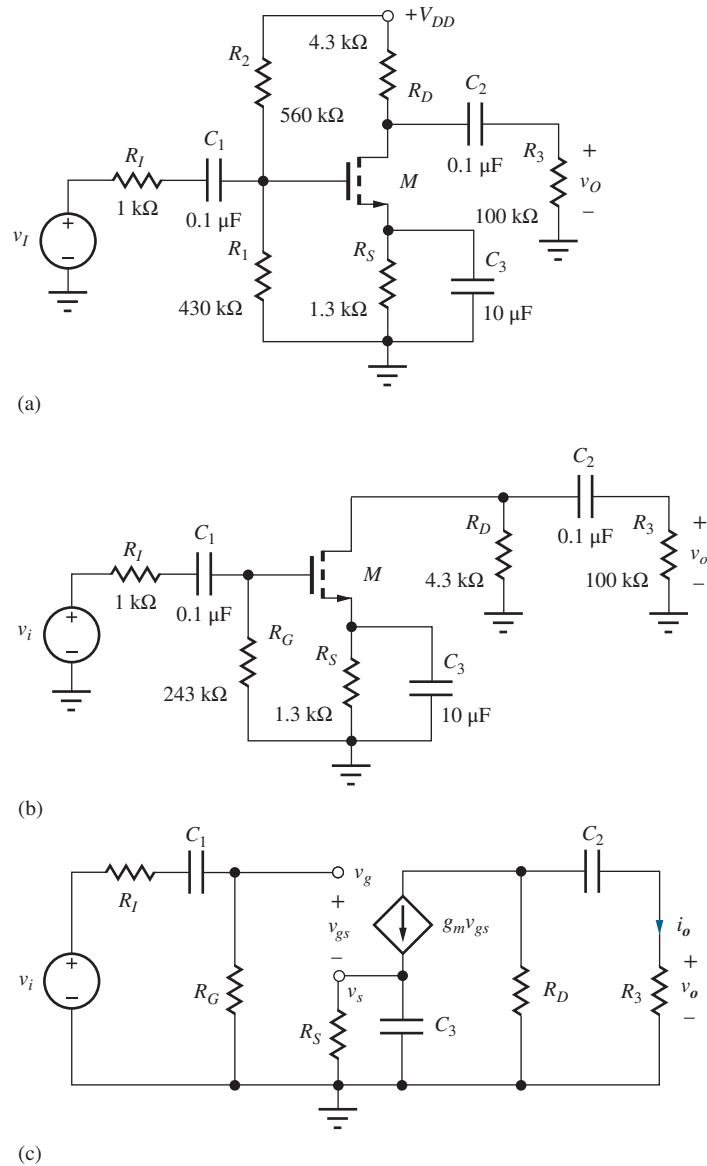 +V_DD
4.3 kΩ
R_2
R_D
C_2
560 kΩ
C_1
R_I
0.1 μF
R_3
+
M
v_O
+
1 kΩ
0.1 μF
−
v_I
R_1
100 kΩ
−
R_S
C_3
430 kΩ
1.3 kΩ
10 μF
(a)
C_2
R_D
C_1
0.1 μF
R_3
+
R_I
M
v_o
4.3 kΩ
−
1 kΩ
0.1 μF
100 kΩ
+
v_i
R_G
−
R_S
C_3
243 kΩ
1.3 kΩ
10 μF
(b)
C_1
C_2
v_g
R_I
+
i_o
v_gs
g_m v_gs
+
−
+
v_i
v_s
v_o
−
R_G
R_D
R_3
−
R_S
C_3
(c)